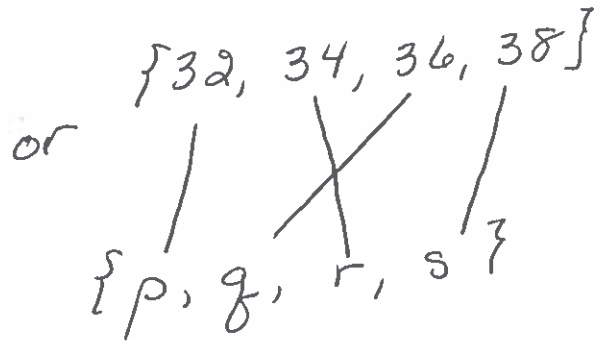 {32, 34, 36, 38}
or
{p, q, r, s}